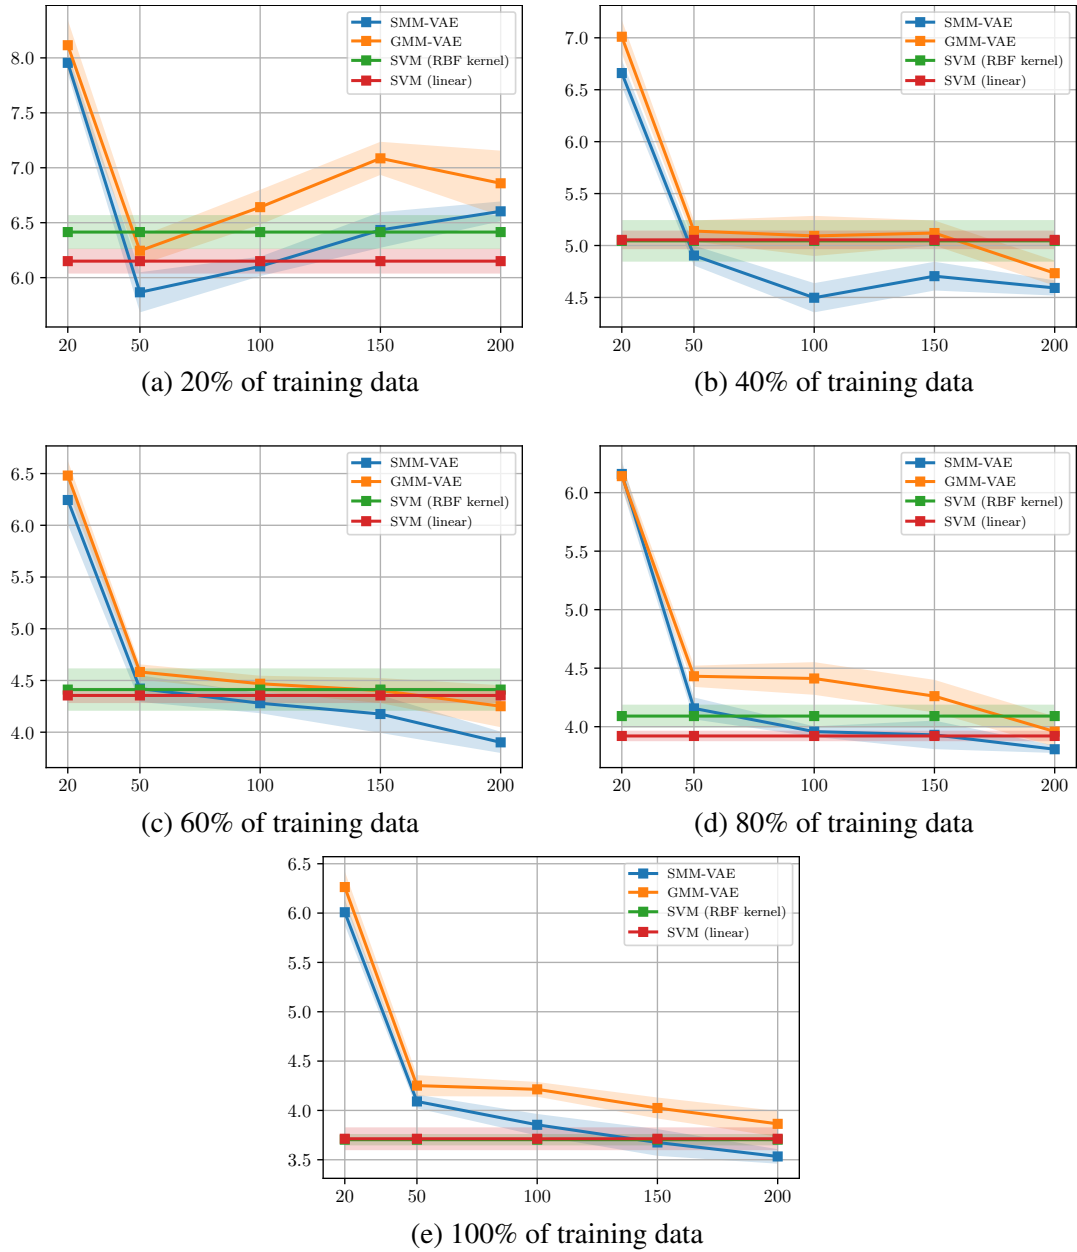 SMM-VAE
GMM-VAE
SVM (RBF kernel)
SVM (linear)
8.0
7.5
7.0
6.5
6.0
20 50 100 150 200
(a) 20% of training data
SMM-VAE
GMM-VAE
SVM (RBF kernel)
SVM (linear)
7.0
6.5
6.0
5.5
5.0
4.5
20 50 100 150 200
(b) 40% of training data
SMM-VAE
GMM-VAE
SVM (RBF kernel)
SVM (linear)
6.5
6.0
5.5
5.0
4.5
4.0
20 50 100 150 200
(c) 60% of training data
SMM-VAE
GMM-VAE
SVM (RBF kernel)
SVM (linear)
6.0
5.5
5.0
4.5
4.0
20 50 100 150 200
(d) 80% of training data
SMM-VAE
GMM-VAE
SVM (RBF kernel)
SVM (linear)
6.5
6.0
5.5
5.0
4.5
4.0
3.5
20 50 100 150 200
(e) 100% of training data